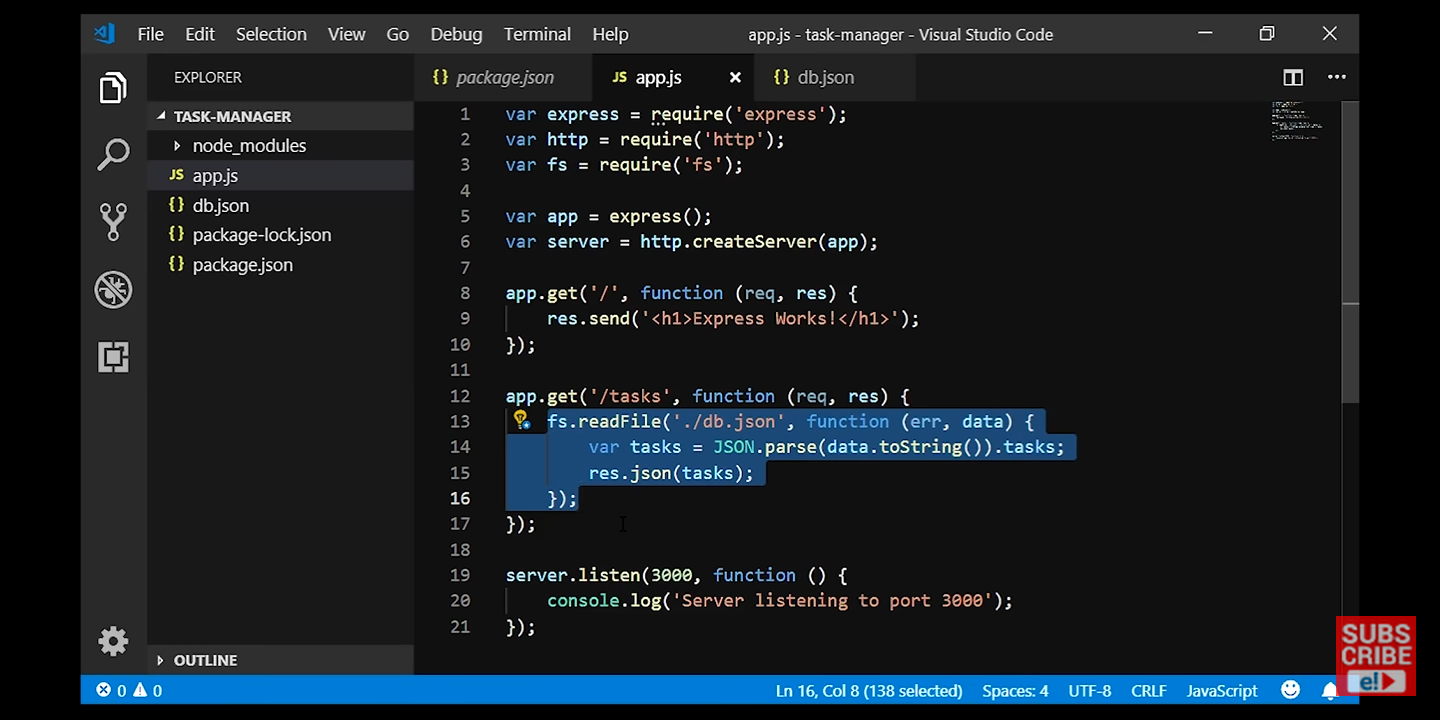 File Edit Selection View Go Debug Terminal Help app.js - task-manager - Visual Studio Code
EXPLORER
TASK-MANAGER
node_modules
JS app.js
{} db.json
{} package-lock.json
{} package.json
OUTLINE
{} package.json JS app.js {} db.json
1 var express = require('express');
2 var http = require('http');
3 var fs = require('fs');
4
5 var app = express();
6 var server = http.createServer(app);
7
8 app.get('/', function (req, res) {
9 res.send('<h1>Express Works!</h1>');
10 });
11
12 app.get('/tasks', function (req, res) {
13 fs.readFile('./db.json', function (err, data) {
14 var tasks = JSON.parse(data.toString()).tasks;
15 res.json(tasks);
16 });
17 });
18
19 server.listen(3000, function () {
20 console.log('Server listening to port 3000');
21 });
0 0 Ln 16, Col 8 (138 selected) Spaces: 4 UTF-8 CRLF JavaScript
SUBS
CRIBE
e!